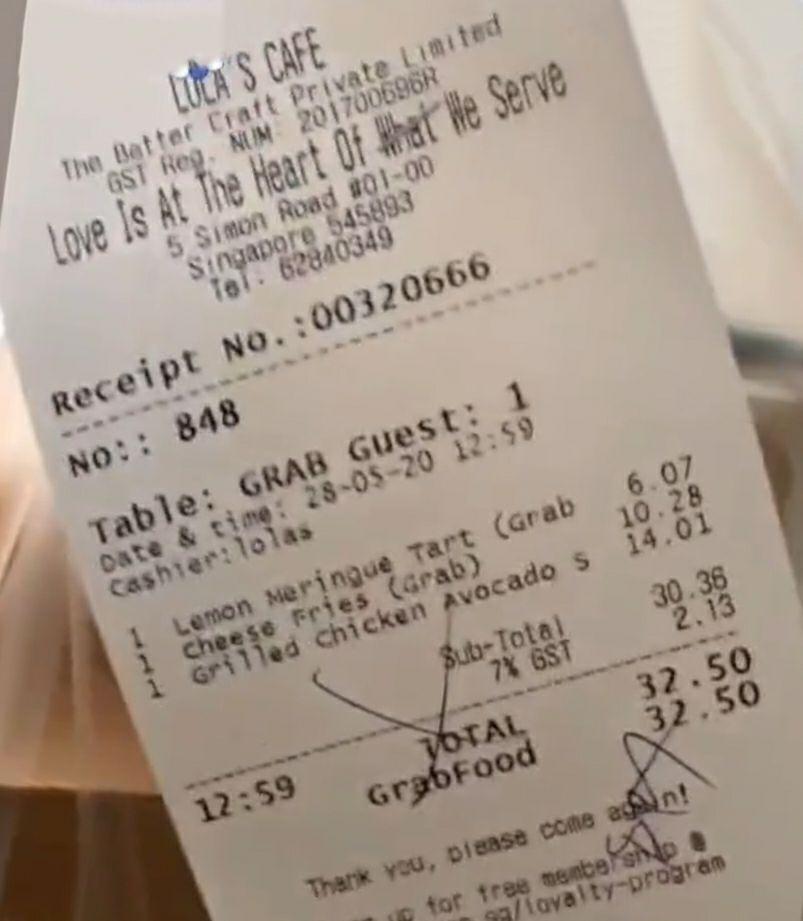 LOLA'S CAFE
The Better Craft Private Limited
GST Reg. NUM: 201700696R
Love Is At The Heart Of What We Serve
5 Simon Road #01-00
Singapore 545893
Tel: 62840349
Receipt No.:00320666
NO:: 848
Table: GRAB Guest: 1
Date & time: 28-05-20 12:59
Cashier:lolas
1 Lemon Meringue Tart (Grab 6.07
1 Cheese Fries (Grab) 10.28
1 Grilled Chicken Avocado S 14.01
Sub-Total 30.36
7% GST 2.13
TOTAL 32.50
12:59 GrabFood 32.50
Thank you, please come again!
up for free membership @
sg/loyalty-program